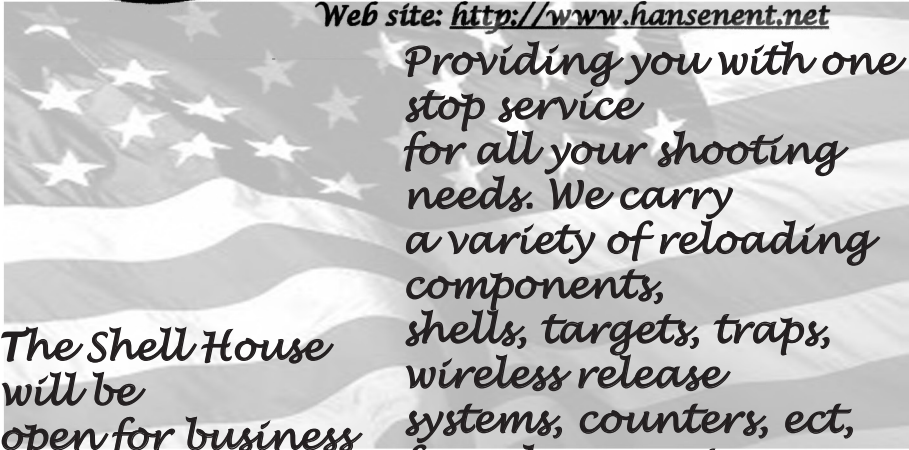 Web site: http://www.hansenent.net
Providing you with one
stop service
for all your shooting
needs. We carry
a variety of reloading
components,
shells, targets, traps,
wireless release
systems, counters, ect,
The Shell House
will be
open for business